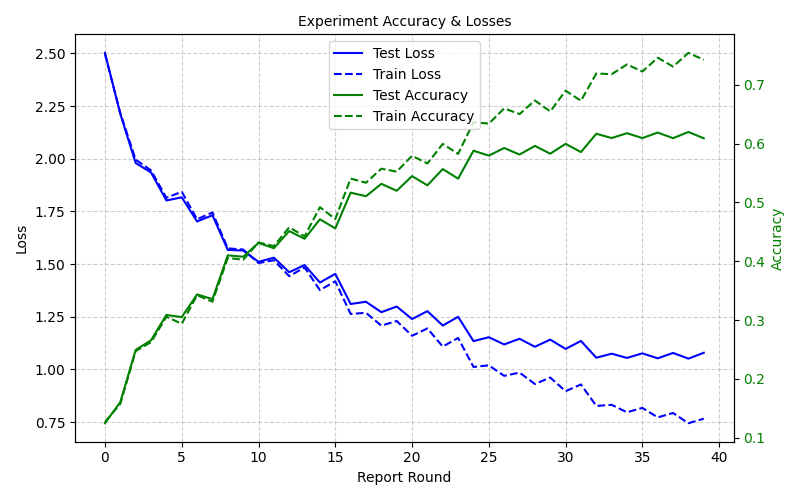 Experiment Accuracy & Losses
Test Loss
Train Loss
Test Accuracy
Train Accuracy
Loss
2.50
2.25
2.00
1.75
1.50
1.25
1.00
0.75
Accuracy
0.7
0.6
0.5
0.4
0.3
0.2
0.1
0 5 10 15 20 25 30 35 40
Report Round